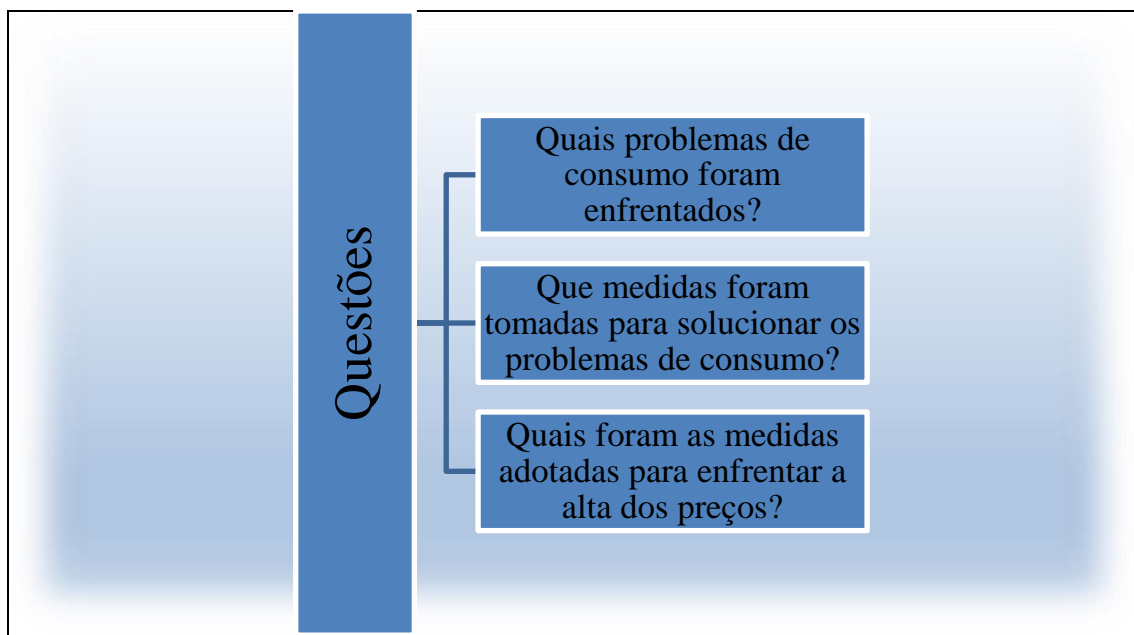 Questões
Quais problemas de
consumo foram
enfrentados?
Que medidas foram
tomadas para solucionar os
problemas de consumo?
Quais foram as medidas
adotadas para enfrentar a
alta dos preços?